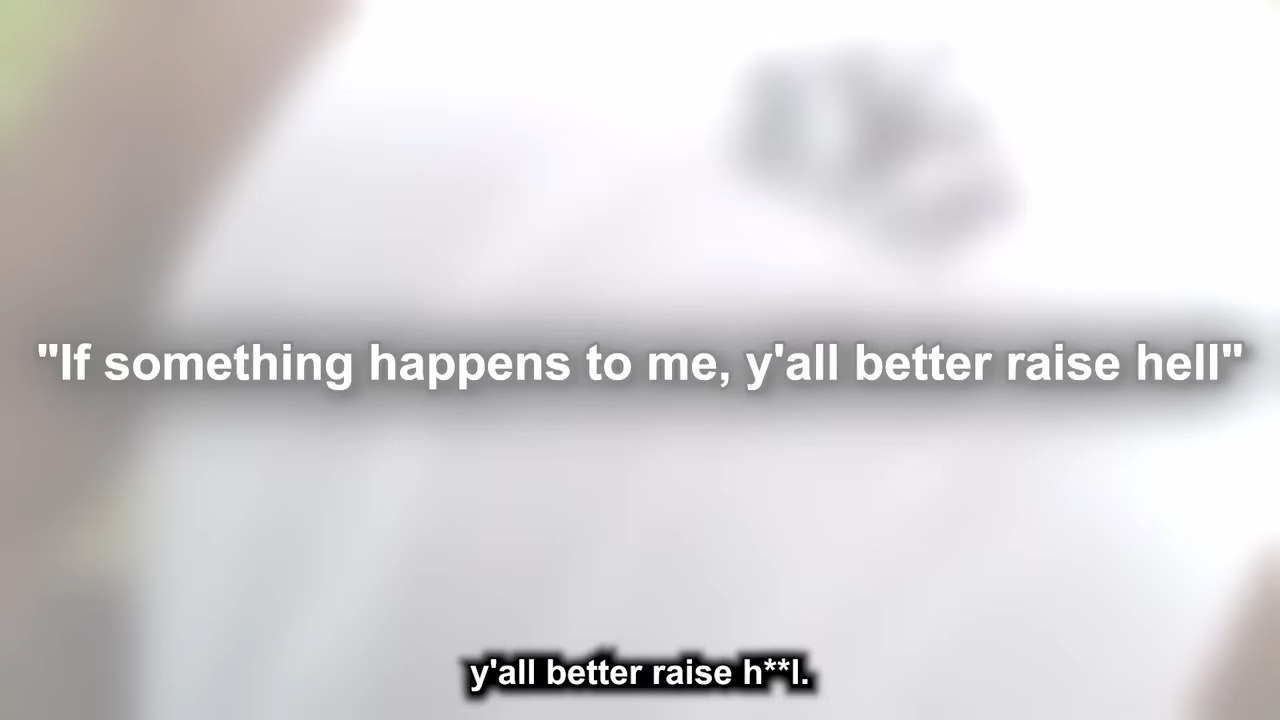 "If something happens to me, y'all better raise hell"
y'all better raise h**l.